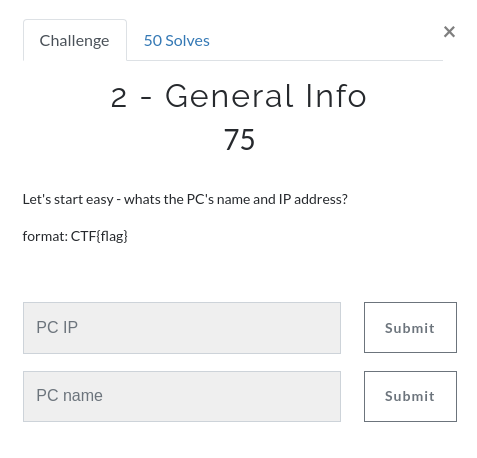 Challenge
50 Solves
×
2 - General Info
75
Let's start easy - whats the PC's name and IP address?
format: CTF{flag}
PC IP
Submit
PC name
Submit